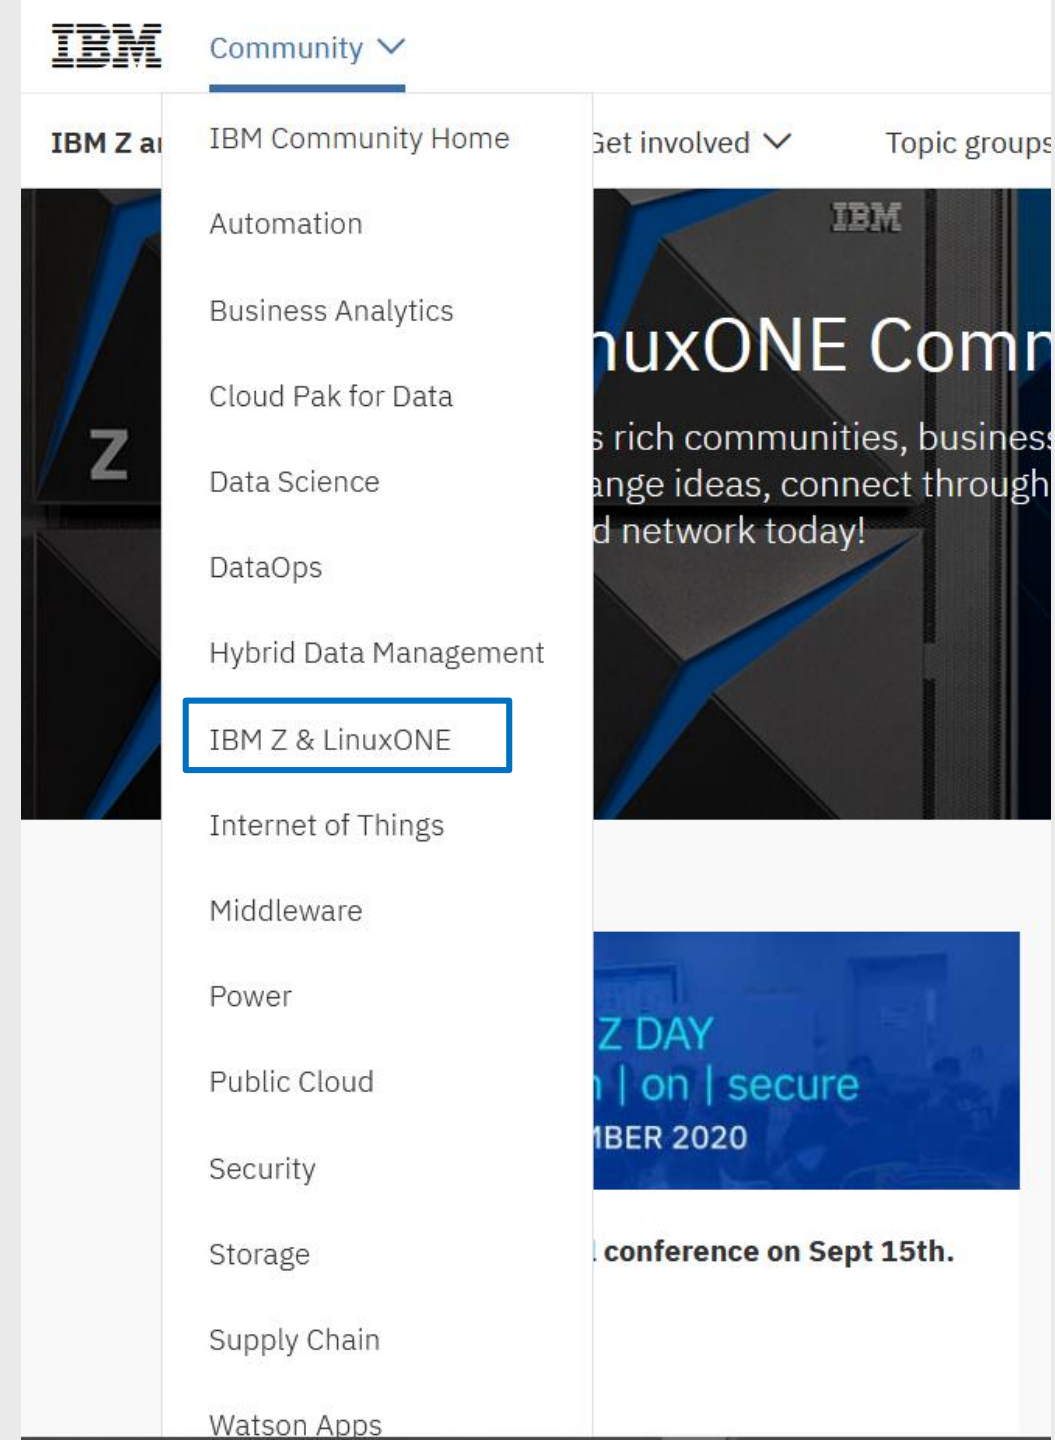 IBM Community
IBM Z Get involved Topic groups
IBM Community Home
Automation
Business Analytics
Cloud Pak for Data
Data Science
DataOps
Hybrid Data Management
IBM Z & LinuxONE
Internet of Things
Middleware
Power
Public Cloud
Security
Storage
Supply Chain
Watson Apps
IBM
Z
nuxONE Comm
s rich communities, business
ange ideas, connect through
d network today!
Z DAY
| on | secure
MBER 2020
conference on Sept 15th.